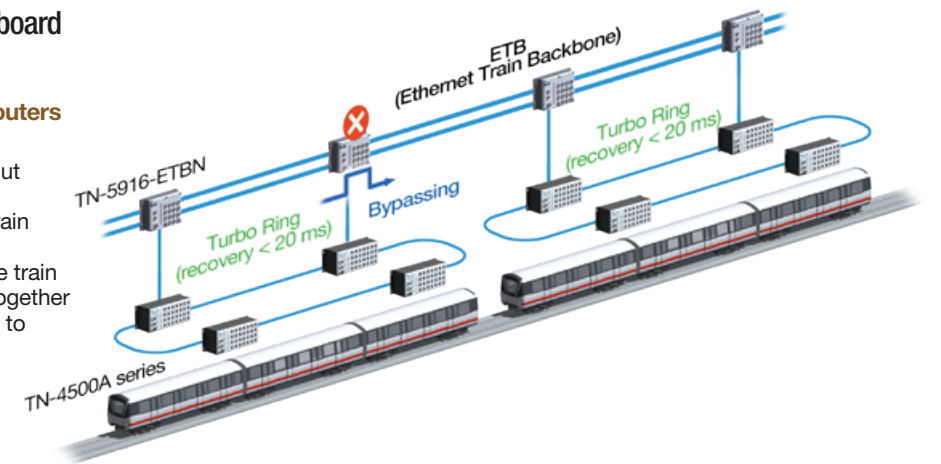 board
outers
ut
rain
e train
ogether
to
ETB
(Ethernet Train Backbone)
TN-5916-ETBN
Bypassing
Turbo Ring
(recovery < 20 ms)
Turbo Ring
(recovery < 20 ms)
TN-4500A series